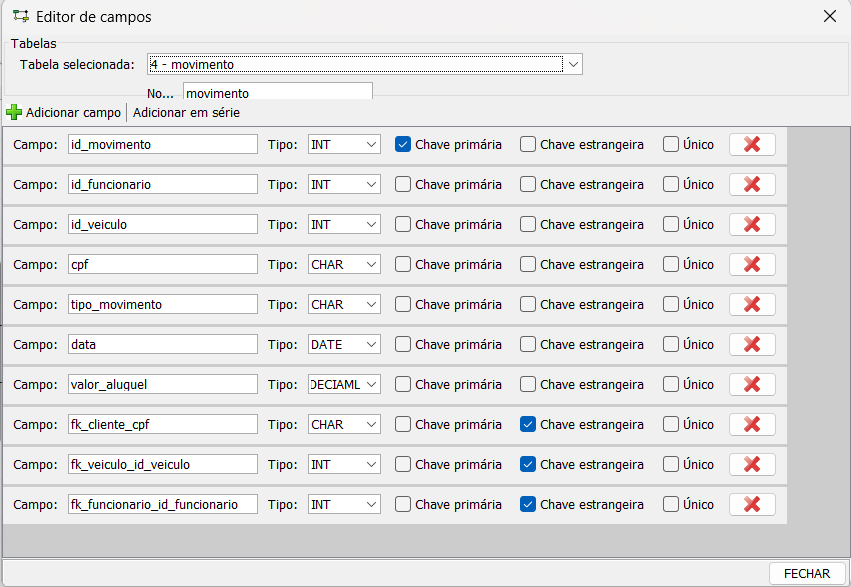 Editor de campos
Tabelas
Tabela selecionada: 4 - movimento
No... movimento
Adicionar campo Adicionar em série
Campo: id_movimento Tipo: INT Chave primária Chave estrangeira Único
Campo: id_funcionario Tipo: INT Chave primária Chave estrangeira Único
Campo: id_veiculo Tipo: INT Chave primária Chave estrangeira Único
Campo: cpf Tipo: CHAR Chave primária Chave estrangeira Único
Campo: tipo_movimento Tipo: CHAR Chave primária Chave estrangeira Único
Campo: data Tipo: DATE Chave primária Chave estrangeira Único
Campo: valor_aluguel Tipo: DECIAML Chave primária Chave estrangeira Único
Campo: fk_cliente_cpf Tipo: CHAR Chave primária Chave estrangeira Único
Campo: fk_veiculo_id_veiculo Tipo: INT Chave primária Chave estrangeira Único
Campo: fk_funcionario_id_funcionario Tipo: INT Chave primária Chave estrangeira Único
FECHAR